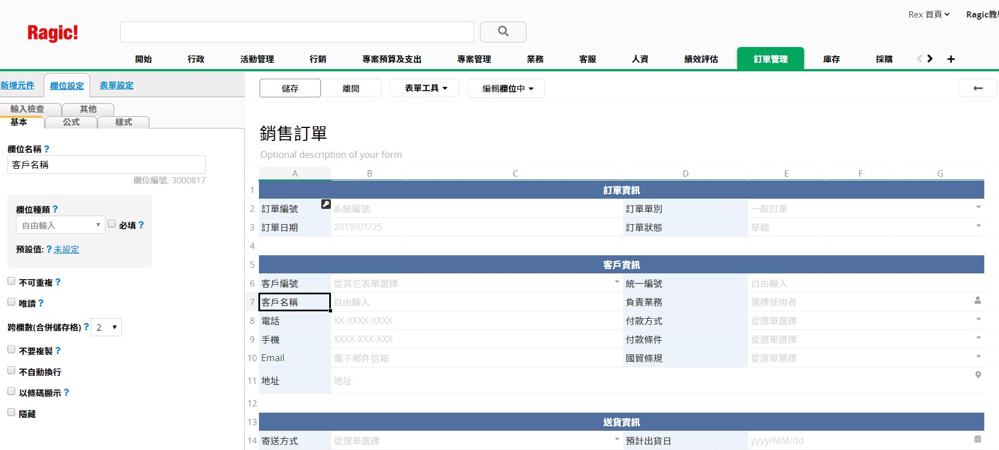 Rex 首頁 Ragic教
Ragic!
開始 行政 活動管理 行銷 專案預算及支出 專案管理 業務 客服 人資 績效評估 訂單管理 庫存 採購
新增元件 欄位設定 表單設定
儲存 離開 表單工具 編輯欄位中
輸入檢查 其他
基本 公式 樣式
欄位名稱 ?
客戶名稱
欄位編號: 3000817
欄位種類 ?
自由輸入 必填 ?
預設值: ? 未設定
不可重複 ?
唯讀 ?
跨欄數(合併儲存格) ? 2
不要複製 ?
不自動換行
以條碼顯示 ?
隱藏
銷售訂單
Optional description of your form
A B C D E F G
1 訂單資訊
2 訂單編號 系統編號 訂單單別 一般訂單
3 訂單日期 2019/01/25 訂單狀態 草稿
4
5 客戶資訊
6 客戶編號 從其它表單選擇 統一編號 自由輸入
7 客戶名稱 自由輸入 負責業務 選擇使用者
8 電話 XX-XXXX-XXXX 付款方式 從選單選擇
9 手機 XXXX-XXX-XXX 付款條件 從選單選擇
10 Email 電子郵件信箱 國貿條規 從選單選擇
11 地址 地址
12
13 送貨資訊
14 寄送方式 從選單選擇 預計出貨日 yyyy/MM/dd